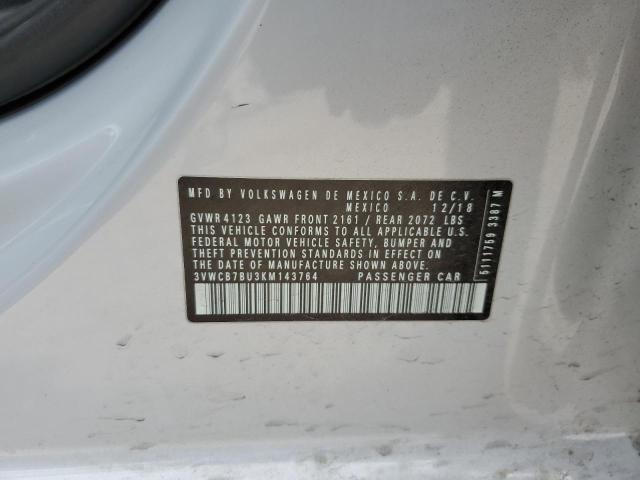 MFD BY VOLKSWAGEN DE MEXICO S.A. DE C.V.
MEXICO 12/18
GVWR 4123 GAWR FRONT 2161 / REAR 2072 LBS
THIS VEHICLE CONFORMS TO ALL APPLICABLE U.S.
FEDERAL MOTOR VEHICLE SAFETY, BUMPER AND
THEFT PREVENTION STANDARDS IN EFFECT
ON THE DATE OF MANUFACTURE SHOWN ABOVE.
3VWCB7BU3KM143764 PASSENGER CAR
5111759 3387 M